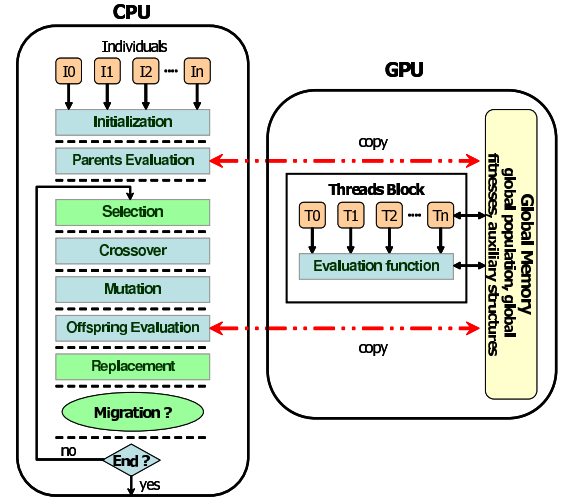 CPU
Individuals
I0 I1 I2 .... In
Initialization
Parents Evaluation
Selection
Crossover
Mutation
Offspring Evaluation
Replacement
Migration ?
End ?
no
yes
copy
copy
GPU
Threads Block
T0 T1 T2 .... Tn
Evaluation function
Global Memory
global population, global
fitnesses, auxiliary structures